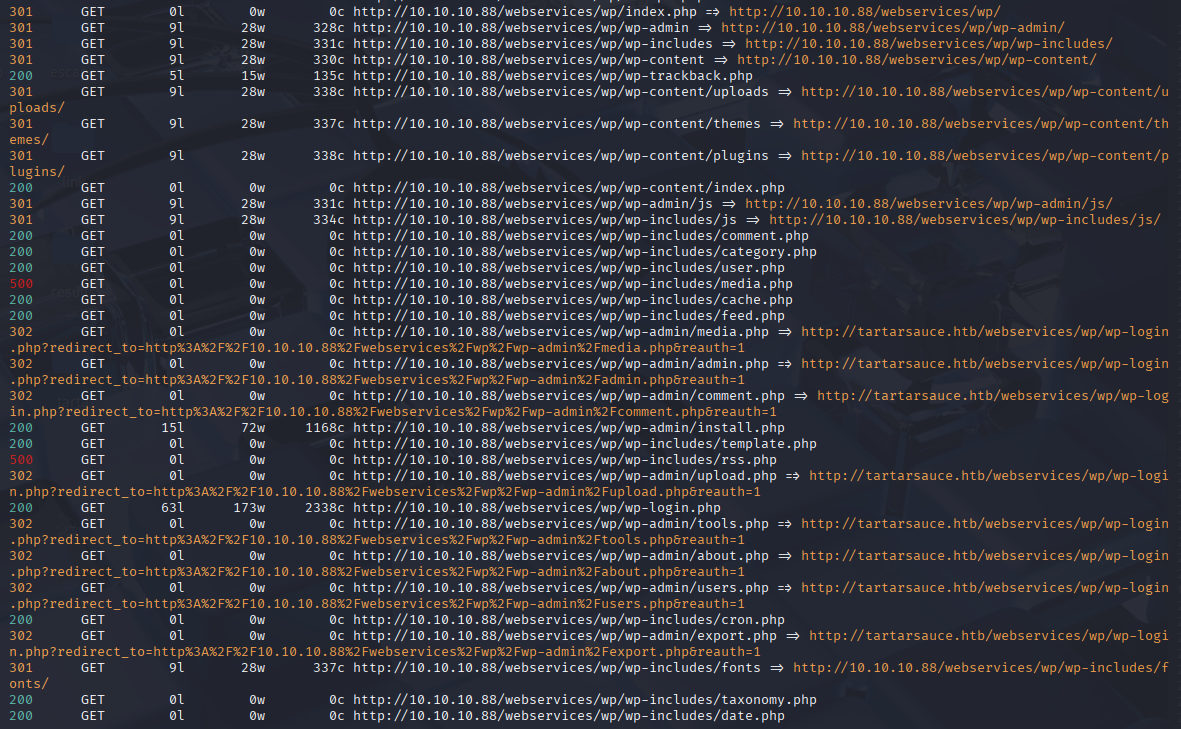 301 GET 0l 0w 0c http://10.10.10.88/webservices/wp/index.php => http://10.10.10.88/webservices/wp/
301 GET 9l 28w 328c http://10.10.10.88/webservices/wp/wp-admin => http://10.10.10.88/webservices/wp/wp-admin/
301 GET 9l 28w 331c http://10.10.10.88/webservices/wp/wp-includes => http://10.10.10.88/webservices/wp/wp-includes/
301 GET 9l 28w 330c http://10.10.10.88/webservices/wp/wp-content => http://10.10.10.88/webservices/wp/wp-content/
200 GET 5l 15w 135c http://10.10.10.88/webservices/wp/wp-trackback.php
301 GET 9l 28w 338c http://10.10.10.88/webservices/wp/wp-content/uploads => http://10.10.10.88/webservices/wp/wp-content/u
ploads/
301 GET 9l 28w 337c http://10.10.10.88/webservices/wp/wp-content/themes => http://10.10.10.88/webservices/wp/wp-content/th
emes/
301 GET 9l 28w 338c http://10.10.10.88/webservices/wp/wp-content/plugins => http://10.10.10.88/webservices/wp/wp-content/p
lugins/
200 GET 0l 0w 0c http://10.10.10.88/webservices/wp/wp-content/index.php
301 GET 9l 28w 331c http://10.10.10.88/webservices/wp/wp-admin/js => http://10.10.10.88/webservices/wp/wp-admin/js/
301 GET 9l 28w 334c http://10.10.10.88/webservices/wp/wp-includes/js => http://10.10.10.88/webservices/wp/wp-includes/js/
200 GET 0l 0w 0c http://10.10.10.88/webservices/wp/wp-includes/comment.php
200 GET 0l 0w 0c http://10.10.10.88/webservices/wp/wp-includes/category.php
200 GET 0l 0w 0c http://10.10.10.88/webservices/wp/wp-includes/user.php
500 GET 0l 0w 0c http://10.10.10.88/webservices/wp/wp-includes/media.php
200 GET 0l 0w 0c http://10.10.10.88/webservices/wp/wp-includes/cache.php
200 GET 0l 0w 0c http://10.10.10.88/webservices/wp/wp-includes/feed.php
302 GET 0l 0w 0c http://10.10.10.88/webservices/wp/wp-admin/media.php => http://tartarsauce.htb/webservices/wp/wp-login
.php?redirect_to=http%3A%2F%2F10.10.10.88%2Fwebservices%2Fwp%2Fwp-admin%2Fmedia.php&reauth=1
302 GET 0l 0w 0c http://10.10.10.88/webservices/wp/wp-admin/admin.php => http://tartarsauce.htb/webservices/wp/wp-login
.php?redirect_to=http%3A%2F%2F10.10.10.88%2Fwebservices%2Fwp%2Fwp-admin%2Fadmin.php&reauth=1
302 GET 0l 0w 0c http://10.10.10.88/webservices/wp/wp-admin/comment.php => http://tartarsauce.htb/webservices/wp/wp-log
in.php?redirect_to=http%3A%2F%2F10.10.10.88%2Fwebservices%2Fwp%2Fwp-admin%2Fcomment.php&reauth=1
200 GET 15l 72w 1168c http://10.10.10.88/webservices/wp/wp-admin/install.php
200 GET 0l 0w 0c http://10.10.10.88/webservices/wp/wp-includes/template.php
500 GET 0l 0w 0c http://10.10.10.88/webservices/wp/wp-includes/rss.php
302 GET 0l 0w 0c http://10.10.10.88/webservices/wp/wp-admin/upload.php => http://tartarsauce.htb/webservices/wp/wp-logi
n.php?redirect_to=http%3A%2F%2F10.10.10.88%2Fwebservices%2Fwp%2Fwp-admin%2Fupload.php&reauth=1
200 GET 63l 173w 2338c http://10.10.10.88/webservices/wp/wp-login.php
302 GET 0l 0w 0c http://10.10.10.88/webservices/wp/wp-admin/tools.php => http://tartarsauce.htb/webservices/wp/wp-login
.php?redirect_to=http%3A%2F%2F10.10.10.88%2Fwebservices%2Fwp%2Fwp-admin%2Ftools.php&reauth=1
302 GET 0l 0w 0c http://10.10.10.88/webservices/wp/wp-admin/about.php => http://tartarsauce.htb/webservices/wp/wp-login
.php?redirect_to=http%3A%2F%2F10.10.10.88%2Fwebservices%2Fwp%2Fwp-admin%2Fabout.php&reauth=1
302 GET 0l 0w 0c http://10.10.10.88/webservices/wp/wp-admin/users.php => http://tartarsauce.htb/webservices/wp/wp-login
.php?redirect_to=http%3A%2F%2F10.10.10.88%2Fwebservices%2Fwp%2Fwp-admin%2Fusers.php&reauth=1
200 GET 0l 0w 0c http://10.10.10.88/webservices/wp/wp-includes/cron.php
302 GET 0l 0w 0c http://10.10.10.88/webservices/wp/wp-admin/export.php => http://tartarsauce.htb/webservices/wp/wp-logi
n.php?redirect_to=http%3A%2F%2F10.10.10.88%2Fwebservices%2Fwp%2Fwp-admin%2Fexport.php&reauth=1
301 GET 9l 28w 337c http://10.10.10.88/webservices/wp/wp-includes/fonts => http://10.10.10.88/webservices/wp/wp-includes/f
onts/
200 GET 0l 0w 0c http://10.10.10.88/webservices/wp/wp-includes/taxonomy.php
200 GET 0l 0w 0c http://10.10.10.88/webservices/wp/wp-includes/date.php